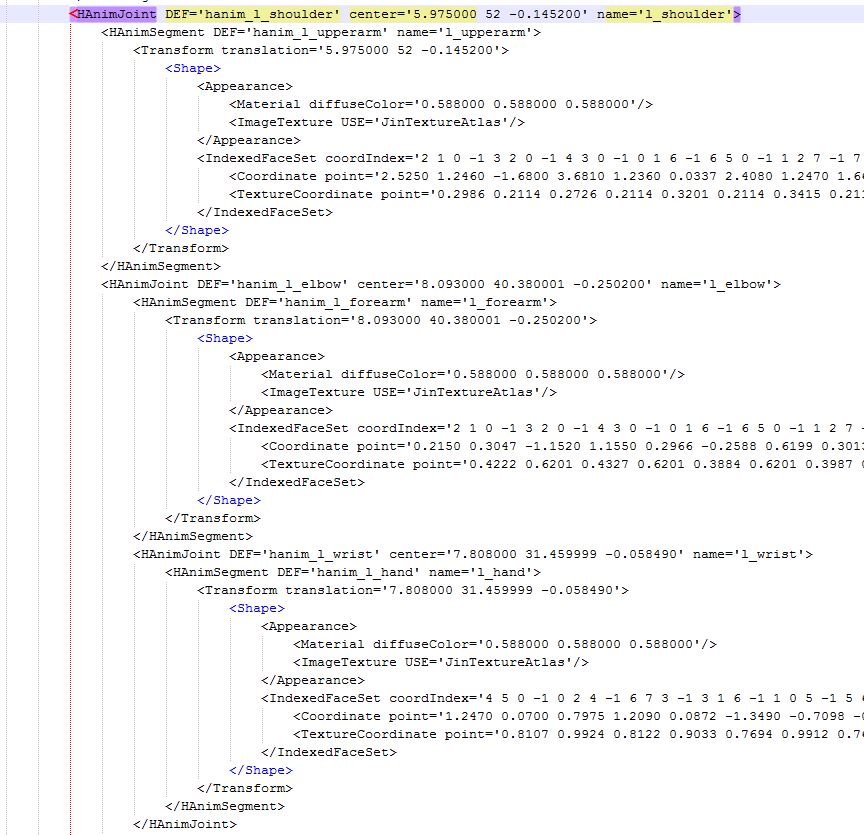 <HAnimJoint DEF='hanim_l_shoulder' center='5.975000 52 -0.145200' name='l_shoulder'>
<HAnimSegment DEF='hanim_l_upperarm' name='l_upperarm'>
<Transform translation='5.975000 52 -0.145200'>
<Shape>
<Appearance>
<Material diffuseColor='0.588000 0.588000 0.588000'/>
<ImageTexture USE='JinTextureAtlas'/>
</Appearance>
<IndexedFaceSet coordIndex='2 1 0 -1 3 2 0 -1 4 3 0 -1 0 1 6 -1 6 5 0 -1 1 2 7 -1 7
<Coordinate point='2.5250 1.2460 -1.6800 3.6810 1.2360 0.0337 2.4080 1.2470 1.6
<TextureCoordinate point='0.2986 0.2114 0.2726 0.2114 0.3201 0.2114 0.3415 0.21
</IndexedFaceSet>
</Shape>
</Transform>
</HAnimSegment>
<HAnimJoint DEF='hanim_l_elbow' center='8.093000 40.380001 -0.250200' name='l_elbow'>
<HAnimSegment DEF='hanim_l_forearm' name='l_forearm'>
<Transform translation='8.093000 40.380001 -0.250200'>
<Shape>
<Appearance>
<Material diffuseColor='0.588000 0.588000 0.588000'/>
<ImageTexture USE='JinTextureAtlas'/>
</Appearance>
<IndexedFaceSet coordIndex='2 1 0 -1 3 2 0 -1 4 3 0 -1 0 1 6 -1 6 5 0 -1 1 2 7 -
<Coordinate point='0.2150 0.3047 -1.1520 1.1550 0.2966 -0.2588 0.6199 0.301
<TextureCoordinate point='0.4222 0.6201 0.4327 0.6201 0.3884 0.6201 0.3987
</IndexedFaceSet>
</Shape>
</Transform>
</HAnimSegment>
<HAnimJoint DEF='hanim_l_wrist' center='7.808000 31.459999 -0.058490' name='l_wrist'>
<HAnimSegment DEF='hanim_l_hand' name='l_hand'>
<Transform translation='7.808000 31.459999 -0.058490'>
<Shape>
<Appearance>
<Material diffuseColor='0.588000 0.588000 0.588000'/>
<ImageTexture USE='JinTextureAtlas'/>
</Appearance>
<IndexedFaceSet coordIndex='4 5 0 -1 0 2 4 -1 6 7 3 -1 3 1 6 -1 1 0 5 -1 5
<Coordinate point='1.2470 0.0700 0.7975 1.2090 0.0872 -1.3490 -0.7098 -
<TextureCoordinate point='0.8107 0.9924 0.8122 0.9033 0.7694 0.9912 0.7
</IndexedFaceSet>
</Shape>
</Transform>
</HAnimSegment>
</HAnimJoint>